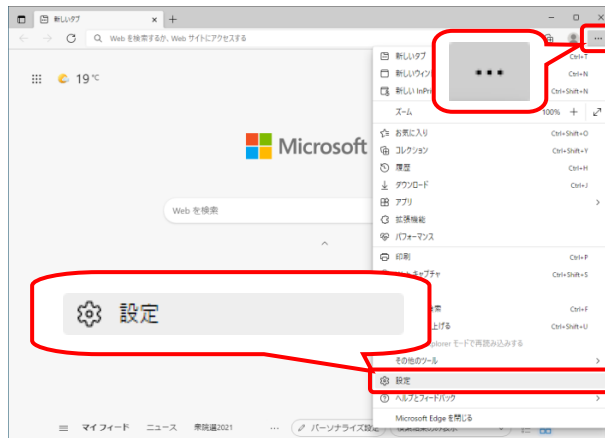 新しいタブ
Web を検索するか、Web サイトにアクセスする
19 ℃
Microsoft
Web を検索
新しいタブ Ctrl+T
新しいウィン Ctrl+N
新しい InPri Ctrl+Shift+N
ズーム 100%
お気に入り Ctrl+Shift+O
コレクション Ctrl+Shift+Y
履歴 Ctrl+H
ダウンロード Ctrl+J
アプリ
拡張機能
パフォーマンス
印刷 Ctrl+P
キャプチャ Ctrl+Shift+S
Ctrl+F
上げる Ctrl+Shift+U
plorer モードで再読み込みする
その他のツール
設定
設定
ヘルプとフィードバック
Microsoft Edge を閉じる
マイフィード ニュース 衆院選2021 … パーソナライズ設定